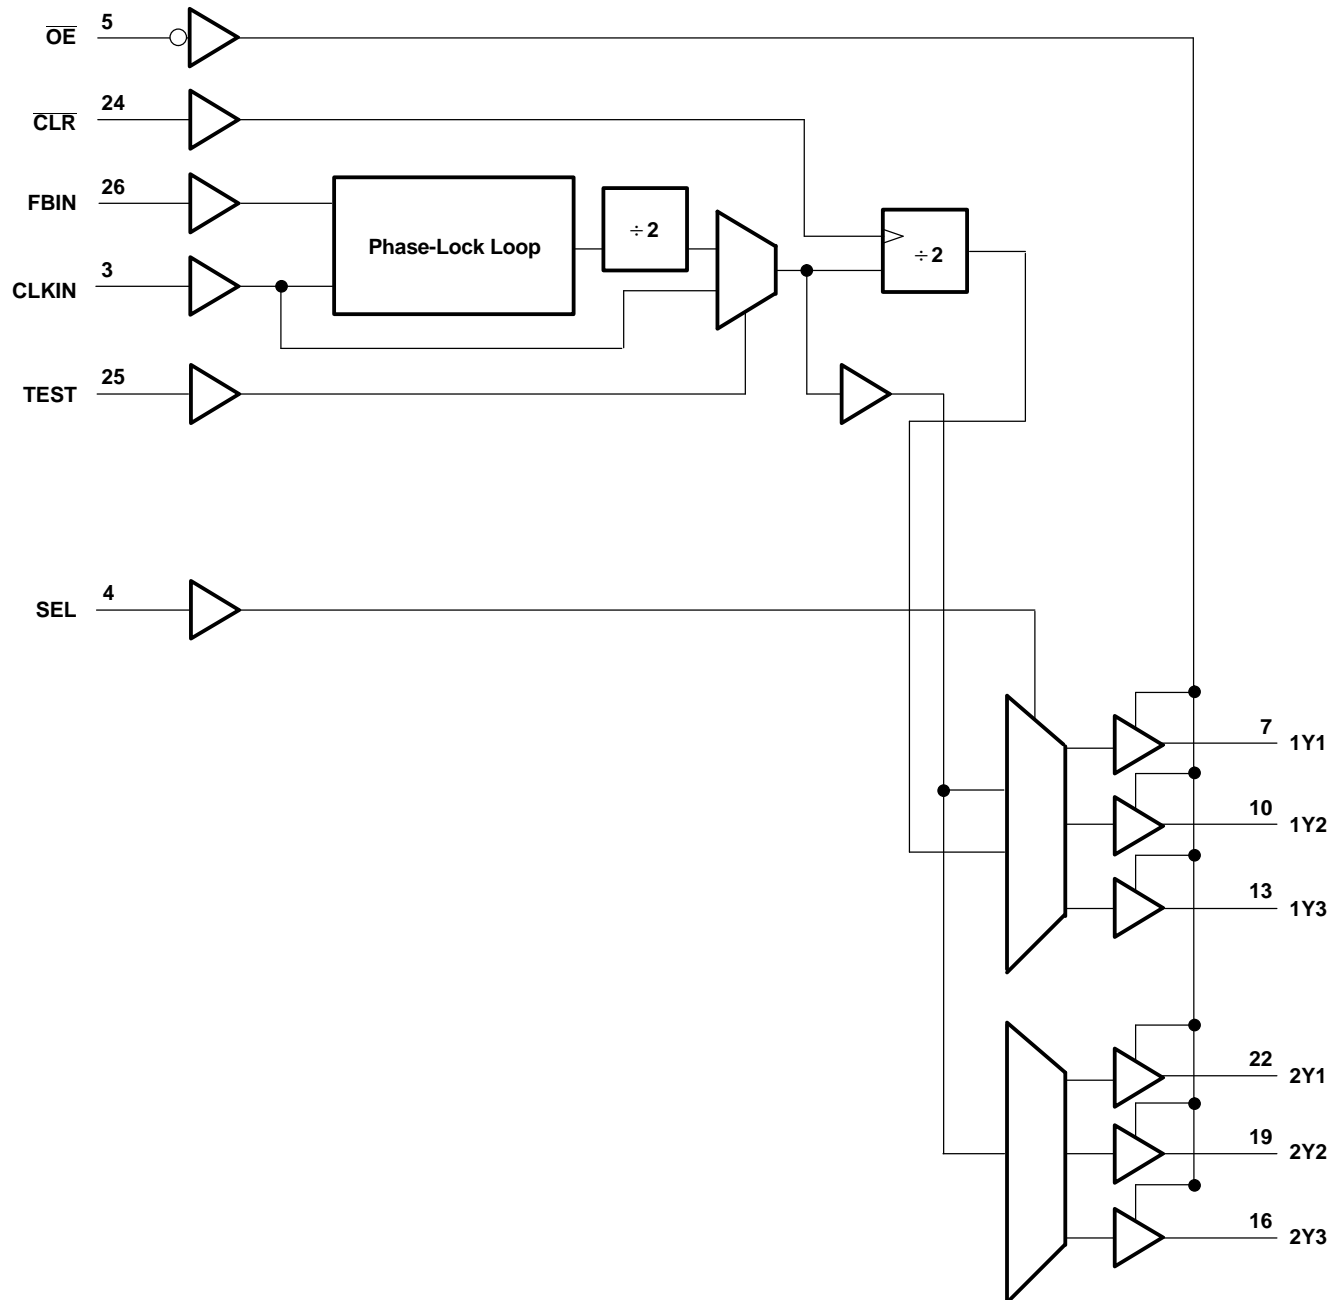 OE 5
CLR 24
FBIN 26
CLKIN 3
TEST 25
Phase-Lock Loop
÷ 2
÷ 2
SEL 4
7 1Y1
10 1Y2
13 1Y3
22 2Y1
19 2Y2
16 2Y3